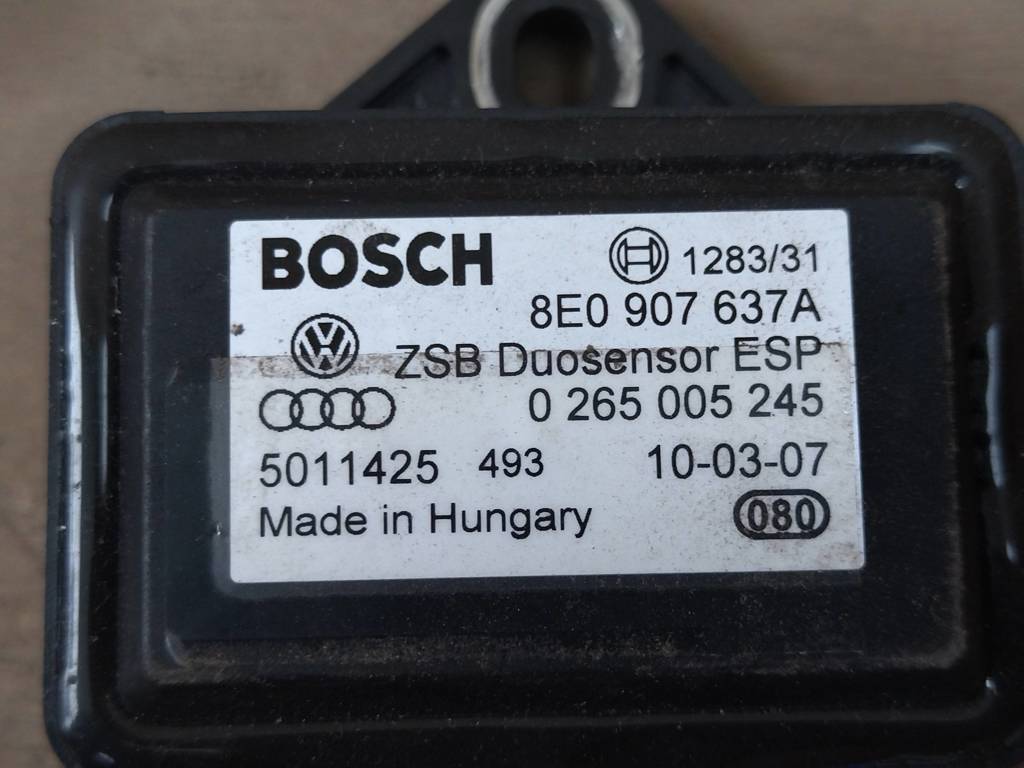 BOSCH 1283/31
8E0 907 637A
ZSB Duosensor ESP
0 265 005 245
5011425 493 10-03-07
Made in Hungary 080